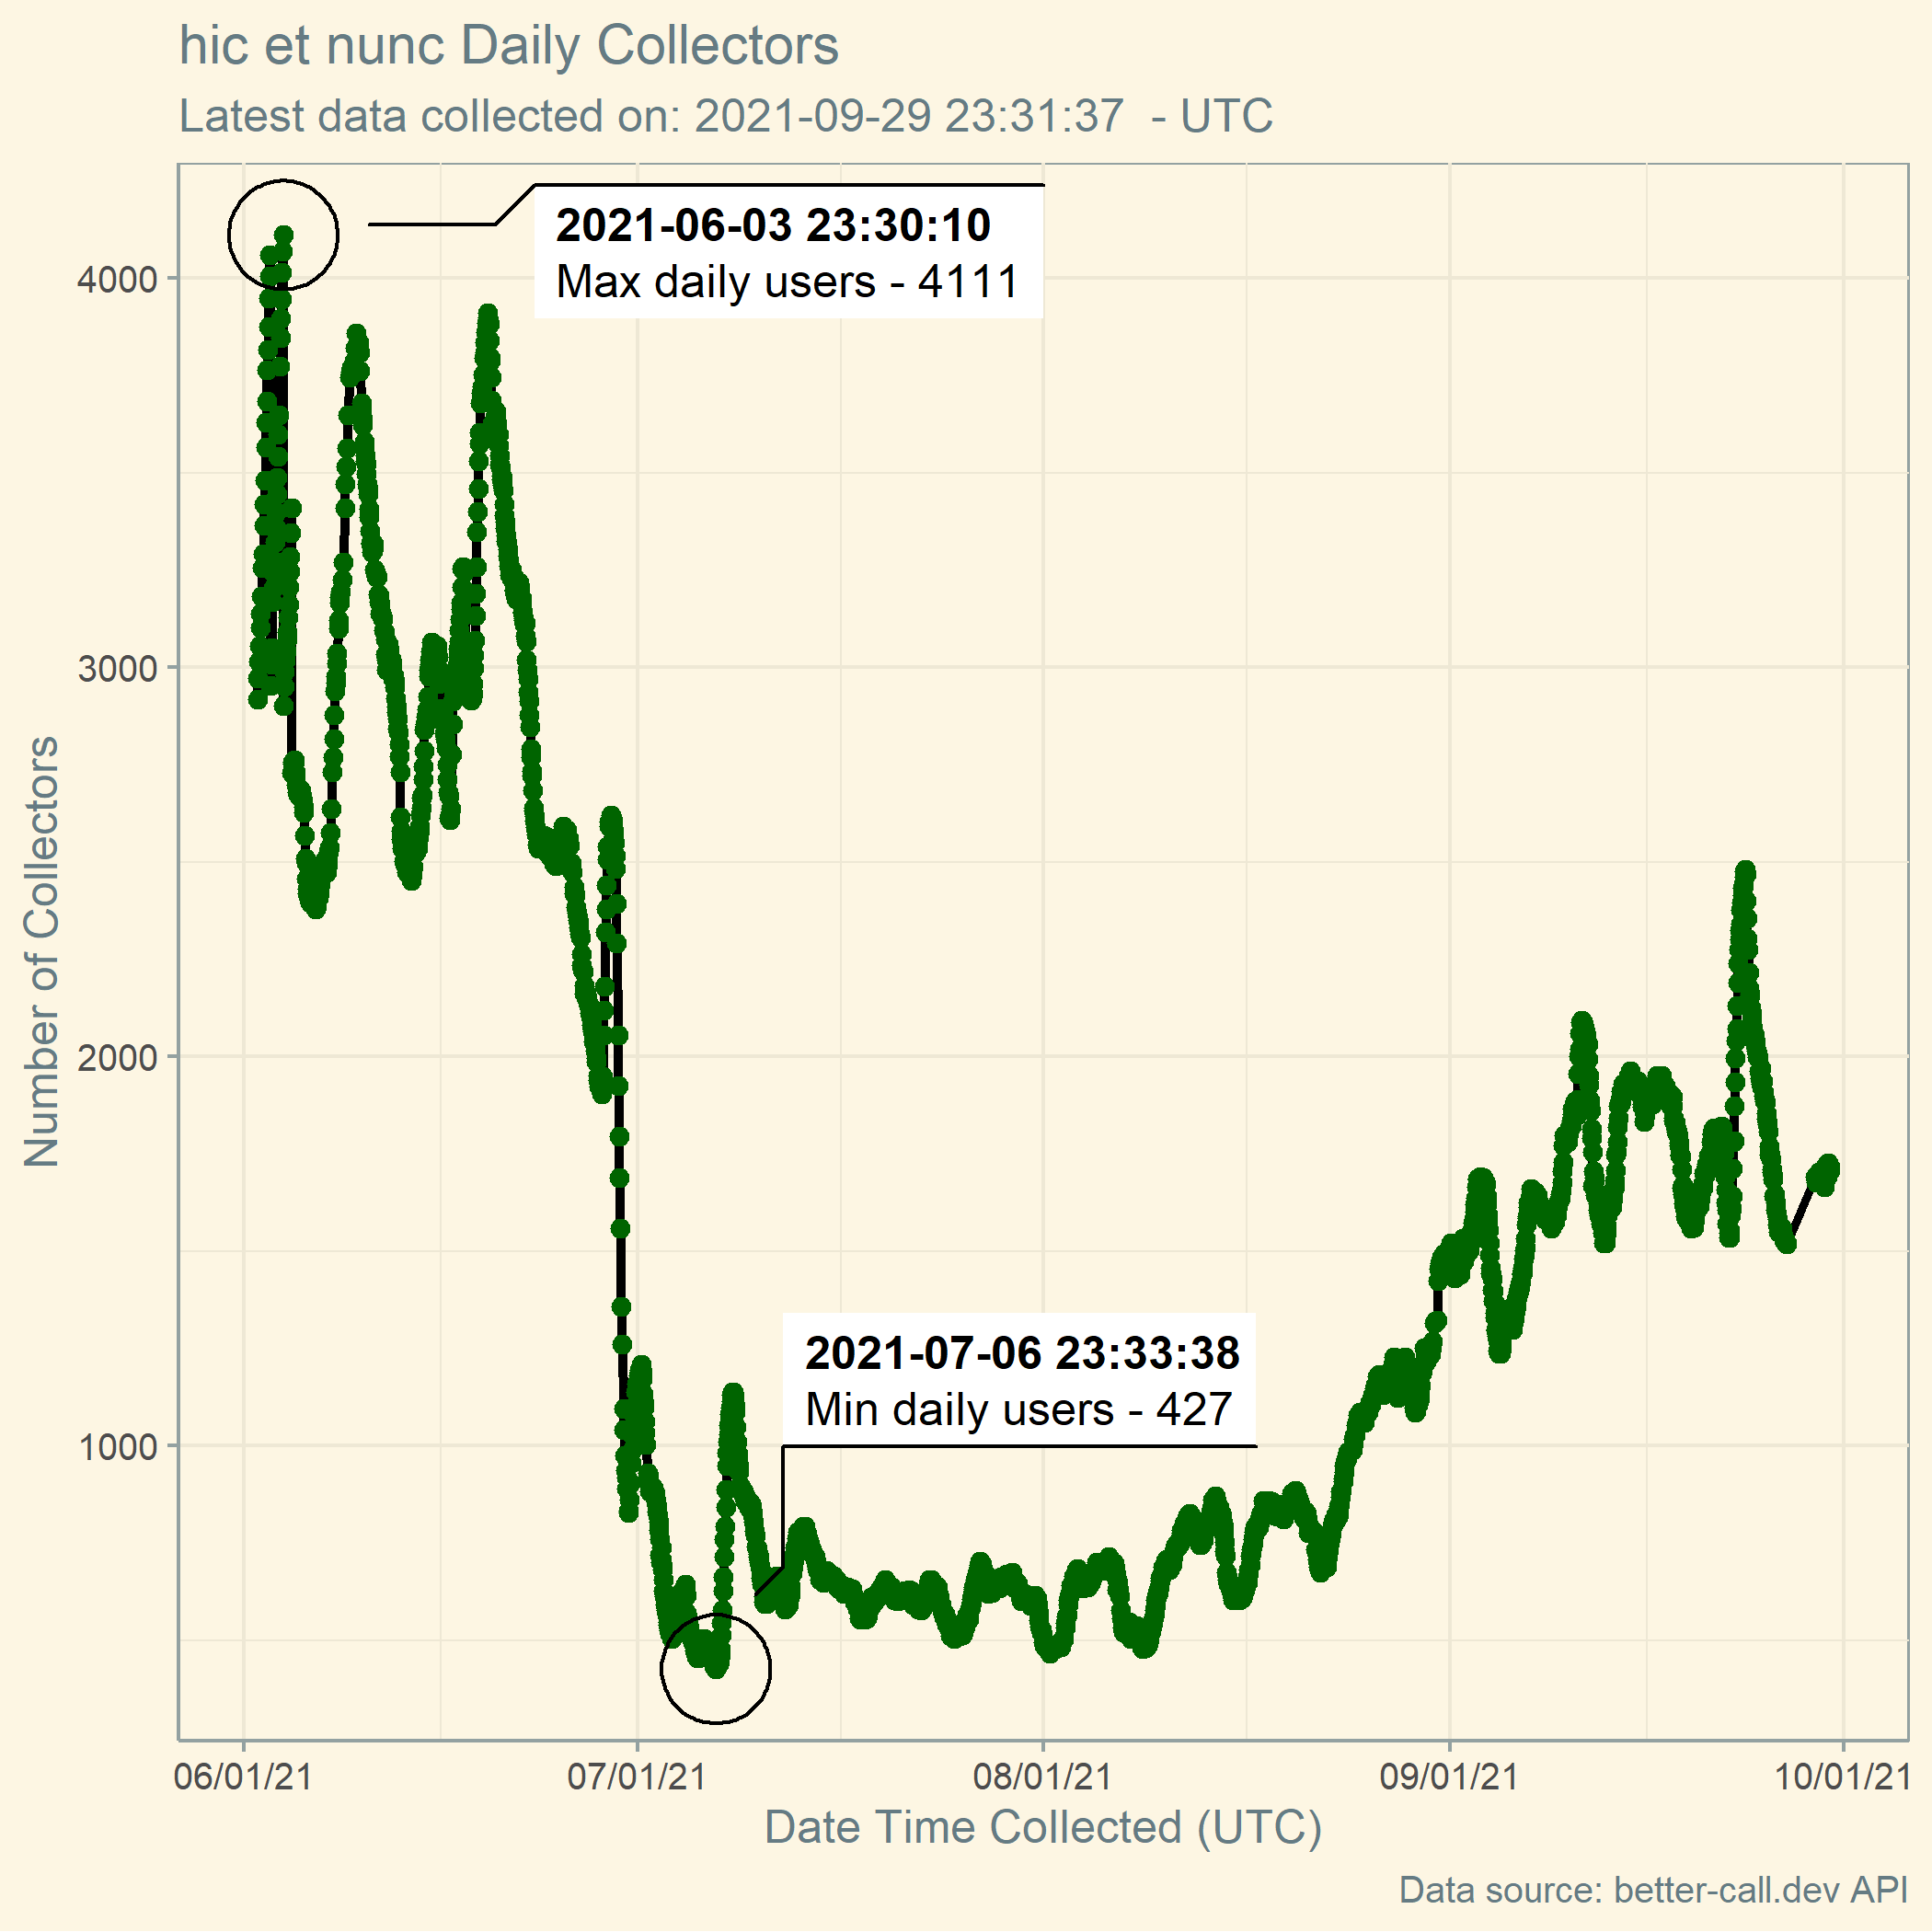 hic et nunc Daily Collectors
Latest data collected on: 2021-09-29 23:31:37  - UTC
2021-06-03 23:30:10
Max daily users - 4111
4000
3000
2000
1000
Number of Collectors
2021-07-06 23:33:38
Min daily users - 427
06/01/21 07/01/21 08/01/21 09/01/21 10/01/21
Date Time Collected (UTC)
Data source: better-call.dev API